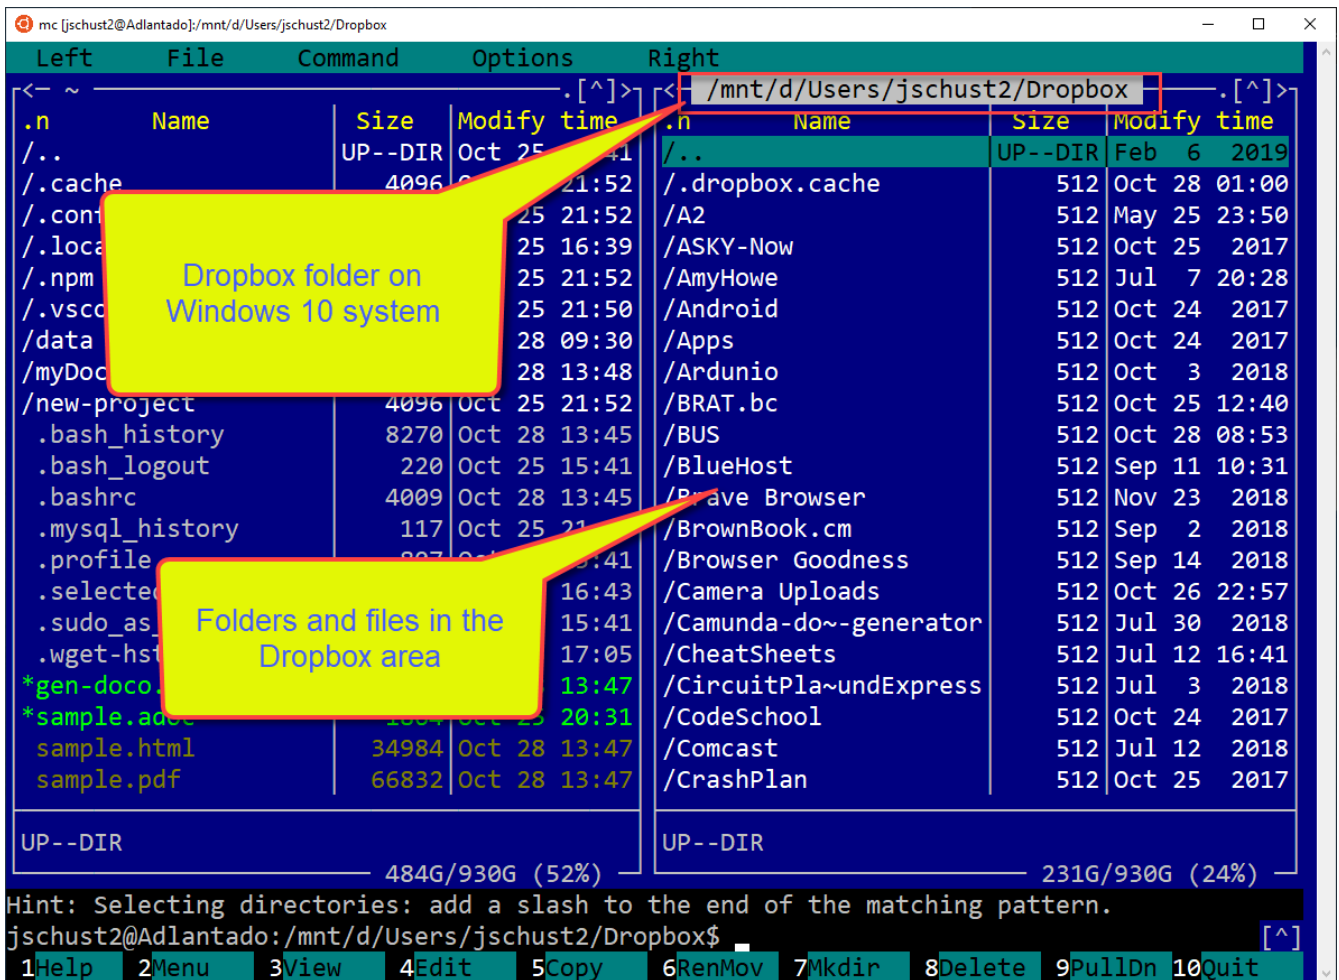 mc [jschust2@Adlantado]:/mnt/d/Users/jschust2/Dropbox
Left File Command Options Right
<- ~ .[^]> <- /mnt/d/Users/jschust2/Dropbox .[^]>
.n Name Size Modify time .n Name Size Modify time
/.. UP--DIR Oct 25 41 /.. UP--DIR Feb 6 2019
/.cache 4096 21:52 /.dropbox.cache 512 Oct 28 01:00
/.conf 25 21:52 /A2 512 May 25 23:50
/.loca 25 16:39 /ASKY-Now 512 Oct 25 2017
/.npm 25 21:52 /AmyHowe 512 Jul 7 20:28
/.vsco 25 21:50 /Android 512 Oct 24 2017
/data 28 09:30 /Apps 512 Oct 24 2017
/myDoc 28 13:48 /Ardunio 512 Oct 3 2018
/new-project 4096 Oct 25 21:52 /BRAT.bc 512 Oct 25 12:40
.bash_history 8270 Oct 28 13:45 /BUS 512 Oct 28 08:53
.bash_logout 220 Oct 25 15:41 /BlueHost 512 Sep 11 10:31
.bashrc 4009 Oct 28 13:45 /Brave Browser 512 Nov 23 2018
.mysql_history 117 Oct 25 /BrownBook.cm 512 Sep 2 2018
.profile :41 /Browser Goodness 512 Sep 14 2018
.selected 16:43 /Camera Uploads 512 Oct 26 22:57
.sudo_as_ 15:41 /Camunda-do~-generator 512 Jul 30 2018
.wget-hst 17:05 /CheatSheets 512 Jul 12 16:41
*gen-doco. 13:47 /CircuitPla~undExpress 512 Jul 3 2018
*sample.adoc 20:31 /CodeSchool 512 Oct 24 2017
sample.html 34984 Oct 28 13:47 /Comcast 512 Jul 12 2018
sample.pdf 66832 Oct 28 13:47 /CrashPlan 512 Oct 25 2017
Dropbox folder on
Windows 10 system
Folders and files in the
Dropbox area
UP--DIR UP--DIR
484G/930G (52%) 231G/930G (24%)
Hint: Selecting directories: add a slash to the end of the matching pattern.
jschust2@Adlantado:/mnt/d/Users/jschust2/Dropbox$ [^]
1Help 2Menu 3View 4Edit 5Copy 6RenMov 7Mkdir 8Delete 9PullDn 10Quit